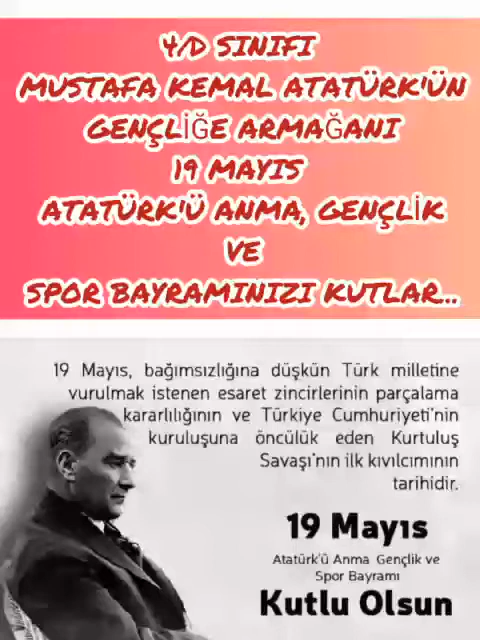 4/D SINIFI
MUSTAFA KEMAL ATATÜRK'ÜN
GENÇLİĞE ARMAĞANI
19 MAYIS
ATATÜRK'Ü ANMA, GENÇLİK
VE
SPOR BAYRAMINIZI KUTLAR...
19 Mayıs, bağımsızlığına düşkün Türk milletine
vurulmak istenen esaret zincirlerinin parçalama
kararlılığının ve Türkiye Cumhuriyeti'nin
kuruluşuna öncülük eden Kurtuluş
Savaşı'nın ilk kıvılcımının
tarihidir.
19 Mayıs
Atatürk'ü Anma Gençlik ve
Spor Bayramı
Kutlu Olsun